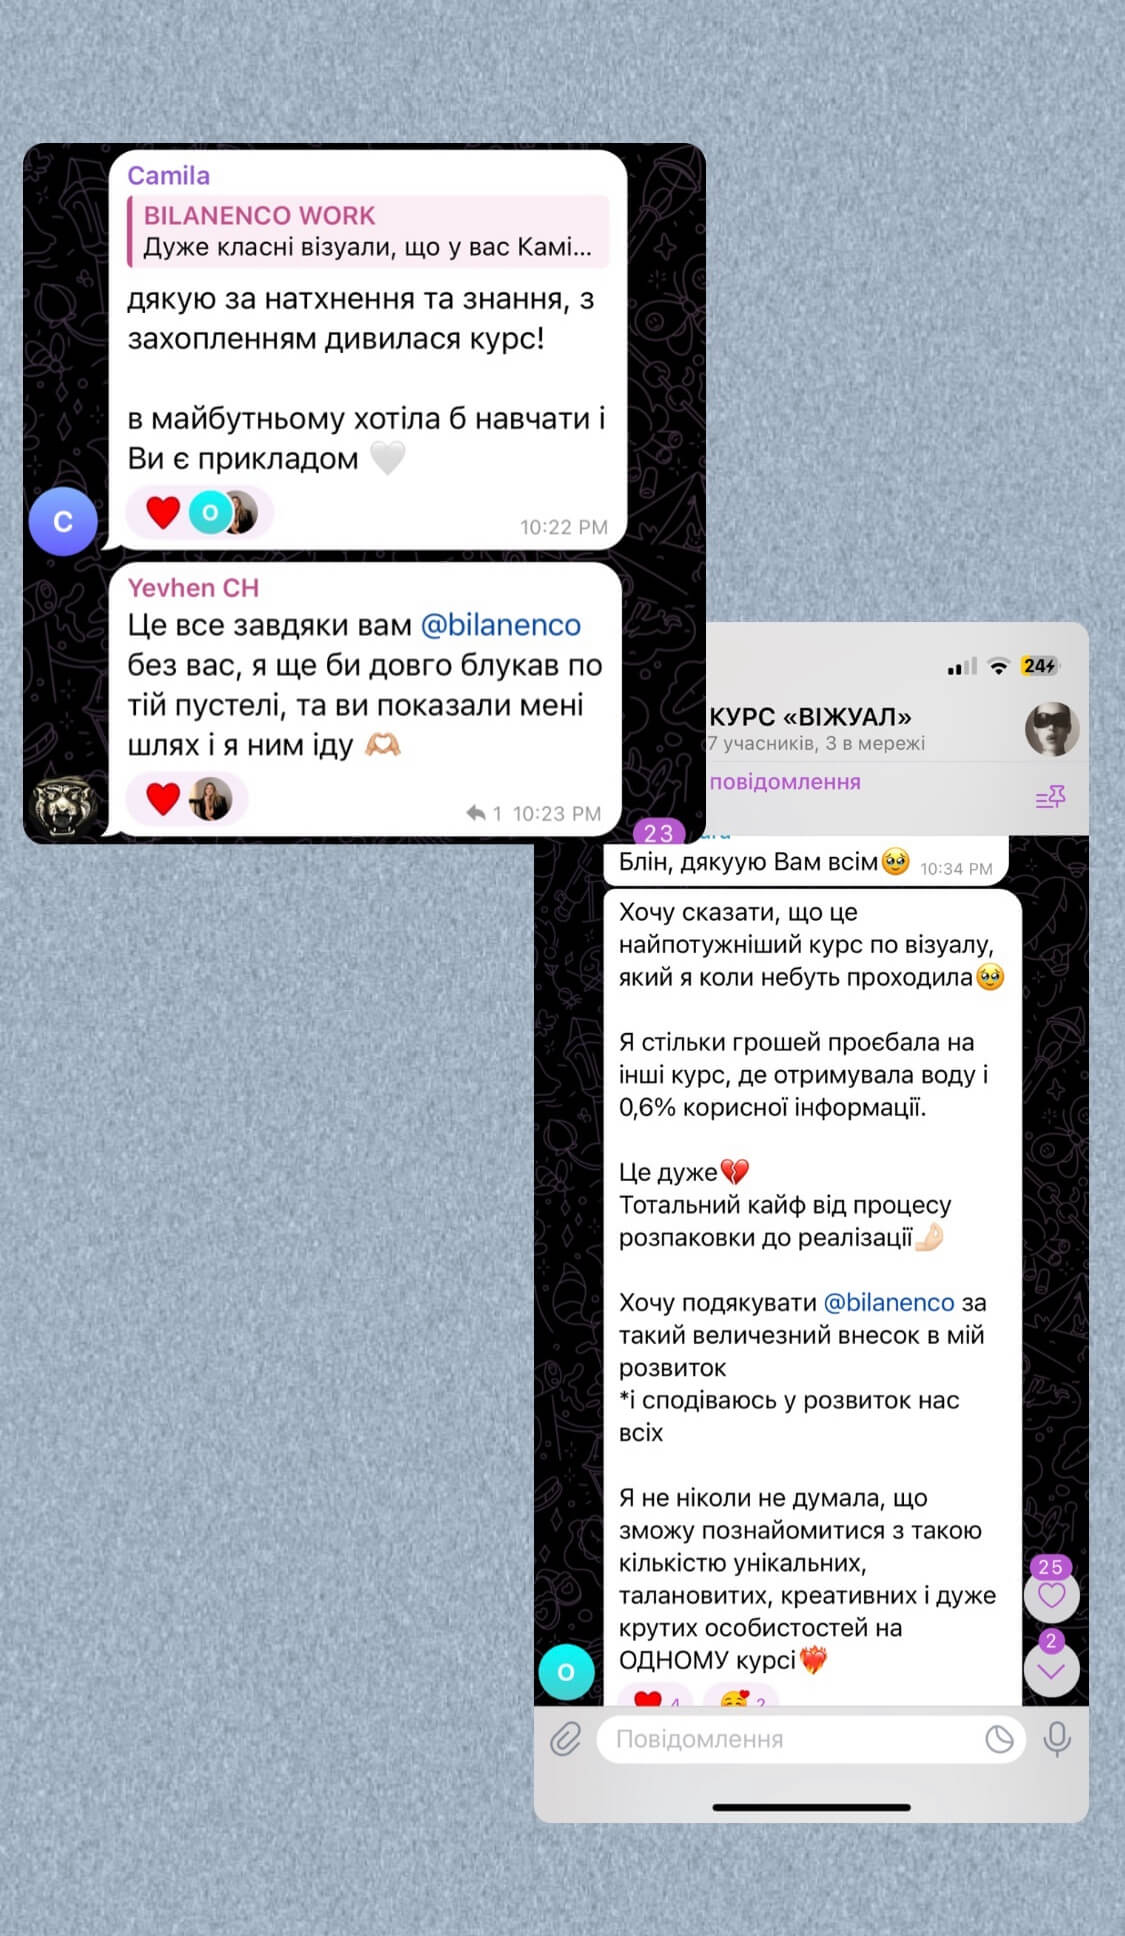 Camila
BILANENCO WORK
Дуже класні візуали, що у вас Камі...
дякую за натхнення та знання, з
захопленням дивилася курс!
в майбутньому хотіла б навчати і
Ви є прикладом 🤍
❤️ O
C
10:22 PM
Yevhen CH
Це все завдяки вам @bilanenco
без вас, я ще би довго блукав по
тій пустелі, та ви показали мені
шлях і я ним іду 🫶🏼
1 10:23 PM
24
КУРС «ВІЖУАЛ»
7 учасників, 3 в мережі
повідомлення
23
Блін, дякуую Вам всім🥹 10:34 PM
Хочу сказати, що це
найпотужніший курс по візуалу,
який я коли небуть проходила🥹
Я стільки грошей проєбала на
інші курс, де отримувала воду і
0,6% корисної інформації.
Це дуже💔
Тотальний кайф від процесу
розпаковки до реалізації🤌🏻
Хочу подякувати @bilanenco за
такий величезний внесок в мій
розвиток
*і сподіваюсь у розвиток нас
всіх
Я не ніколи не думала, що
зможу познайомитися з такою
кількістю унікальних,
талановитих, креативних і дуже
крутих особистостей на
ОДНОМУ курсі❤️‍🔥
25
2
O
❤️ 4 🥰 2
Повідомлення